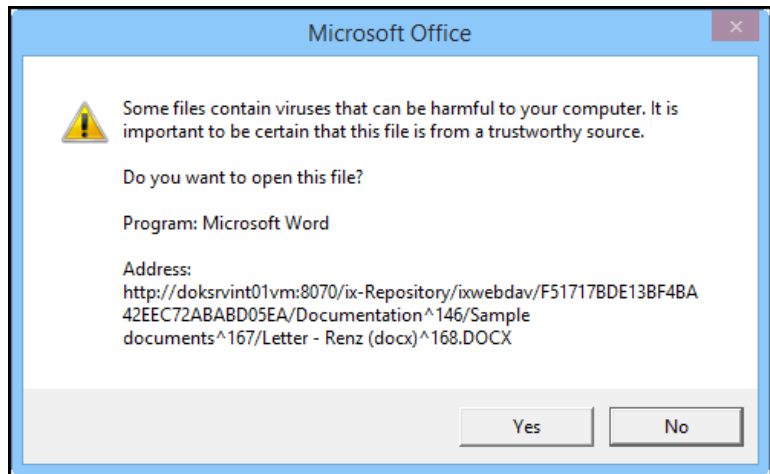 Microsoft Office
Some files contain viruses that can be harmful to your computer. It is
important to be certain that this file is from a trustworthy source.
Do you want to open this file?
Program: Microsoft Word
Address:
http://doksrvint01vm:8070/ix-Repository/ixwebdav/F51717BDE13BF4BA
42EEC72ABABD05EA/Documentation^146/Sample
documents^167/Letter - Renz (docx)^168.DOCX
Yes
No